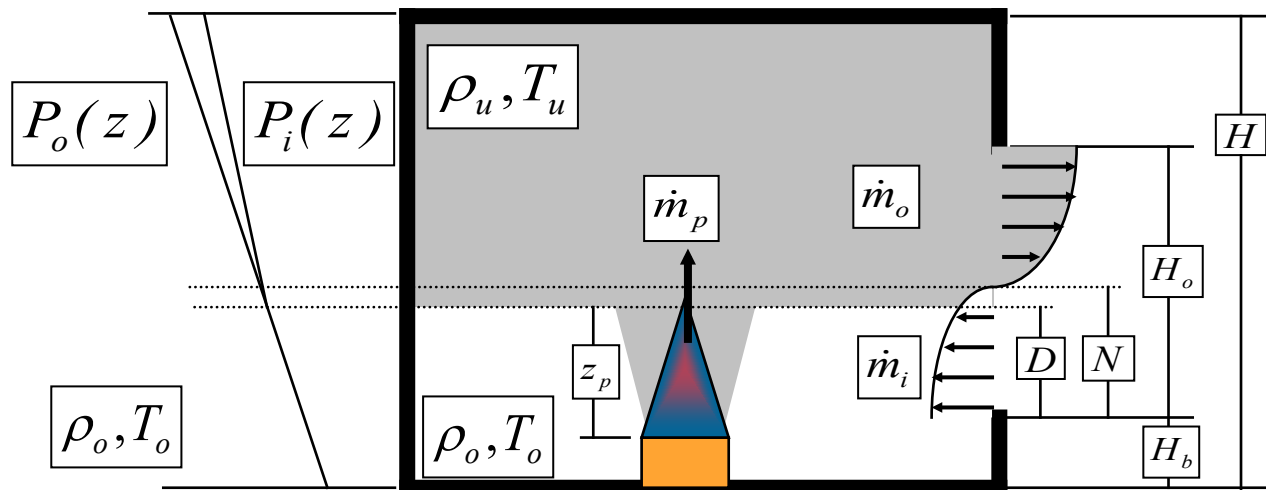 P_o(z)
P_i(z)
ρ_u, T_u
H
ṁ_p
ṁ_o
H_o
z_p
ṁ_i
D
N
ρ_o, T_o
ρ_o, T_o
H_b